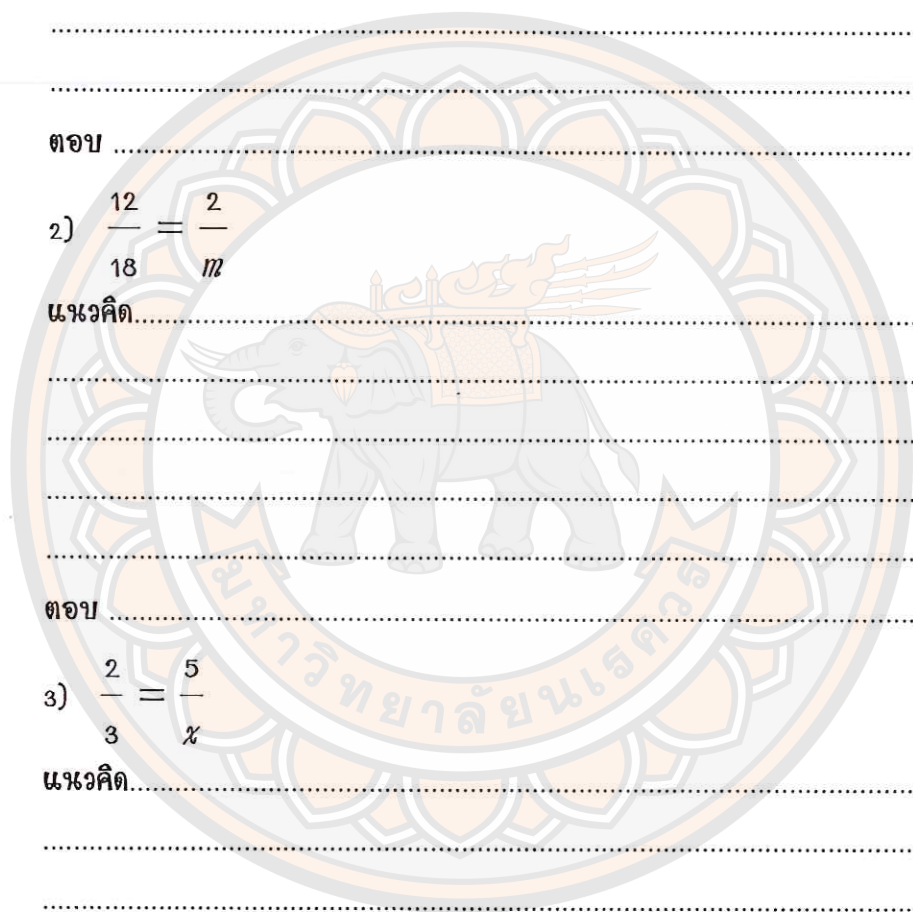 ตอบ ........................................
2) 12/18 = 2/m
แนวคิด........................................
ตอบ ........................................
3) 2/3 = 5/x
แนวคิด........................................
มหาวิทยาลัยนเรศวร